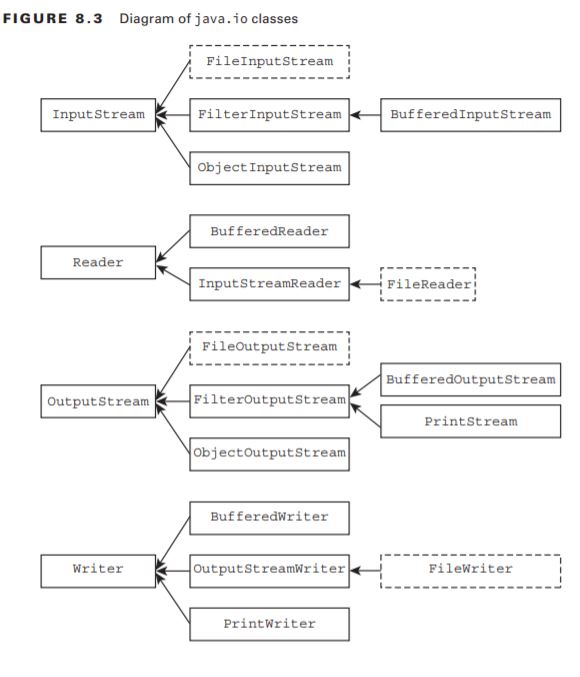 FIGURE 8.3 Diagram of java.io classes
FileInputStream
InputStream
FilterInputStream
BufferedInputStream
ObjectInputStream
BufferedReader
Reader
InputStreamReader
FileReader
FileOutputStream
BufferedOutputStream
OutputStream
FilterOutputStream
PrintStream
ObjectOutputStream
BufferedWriter
Writer
OutputStreamWriter
FileWriter
PrintWriter